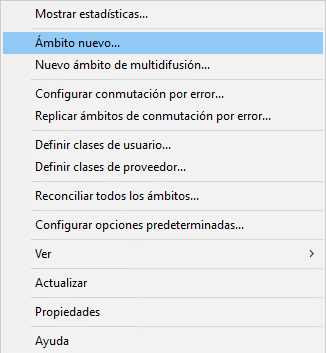 Mostrar estadísticas...
Ámbito nuevo...
Nuevo ámbito de multidifusión...
Configurar conmutación por error...
Replicar ámbitos de conmutación por error...
Definir clases de usuario...
Definir clases de proveedor...
Reconciliar todos los ámbitos...
Configurar opciones predeterminadas...
Ver
Actualizar
Propiedades
Ayuda